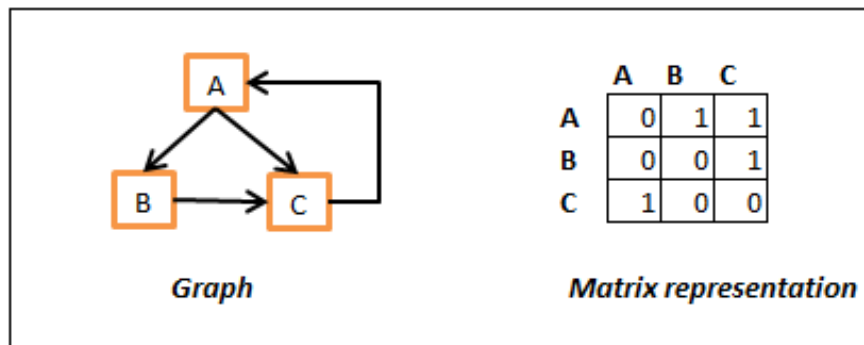 A
B
C
Graph
A B C
A 0 1 1
B 0 0 1
C 1 0 0
Matrix representation